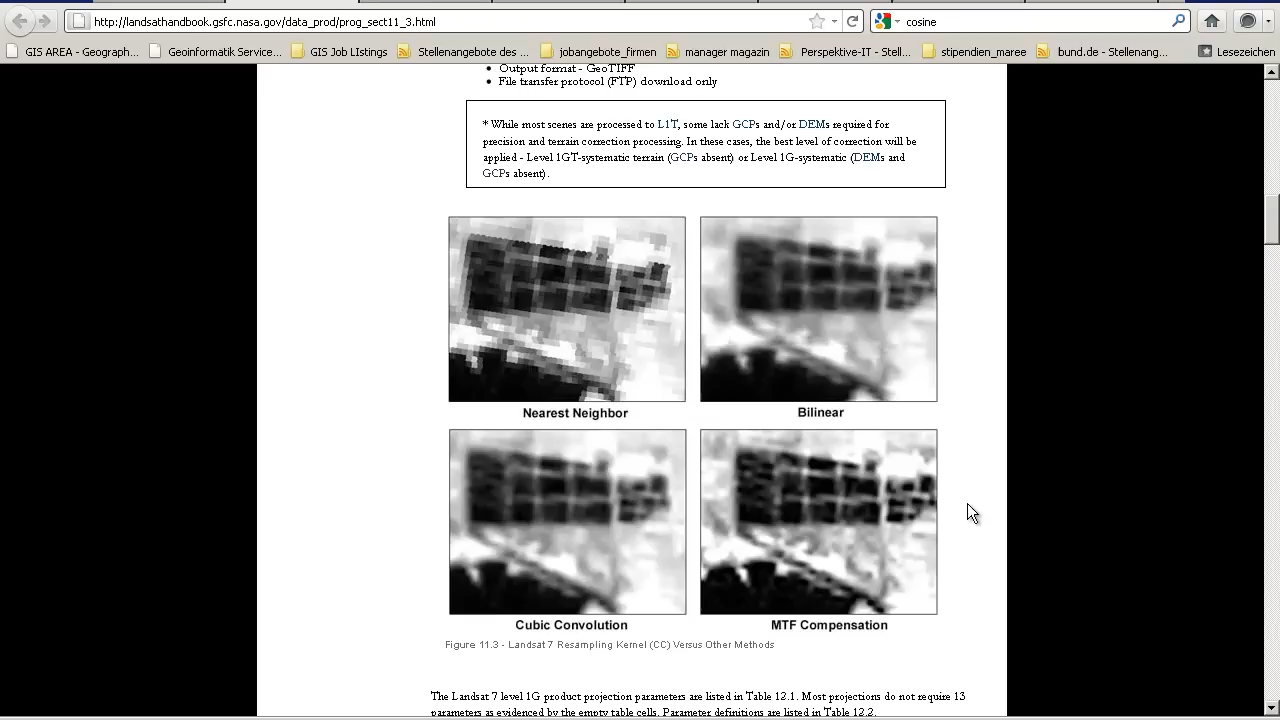 http://landsathandbook.gsfc.nasa.gov/data_prod/prog_sect11_3.html
cosine
GIS AREA - Geograph... Geoinformatik Service... GIS Job LIstings Stellenangebote des ... jobangebote_firmen manager magazin Perspektive-IT - Stell... stipendien_maree bund.de - Stellenang... Lesezeichen
• Output format - GeoTIFF
• File transfer protocol (FTP) download only
* While most scenes are processed to L1T, some lack GCPs and/or DEMs required for
precision and terrain correction processing. In these cases, the best level of correction will be
applied - Level 1GT-systematic terrain (GCPs absent) or Level 1G-systematic (DEMs and
GCPs absent).
Nearest Neighbor
Bilinear
Cubic Convolution
MTF Compensation
Figure 11.3 - Landsat 7 Resampling Kernel (CC) Versus Other Methods
The Landsat 7 level 1G product projection parameters are listed in Table 12.1. Most projections do not require 13
parameters as evidenced by the empty table cells. Parameter definitions are listed in Table 12.2.